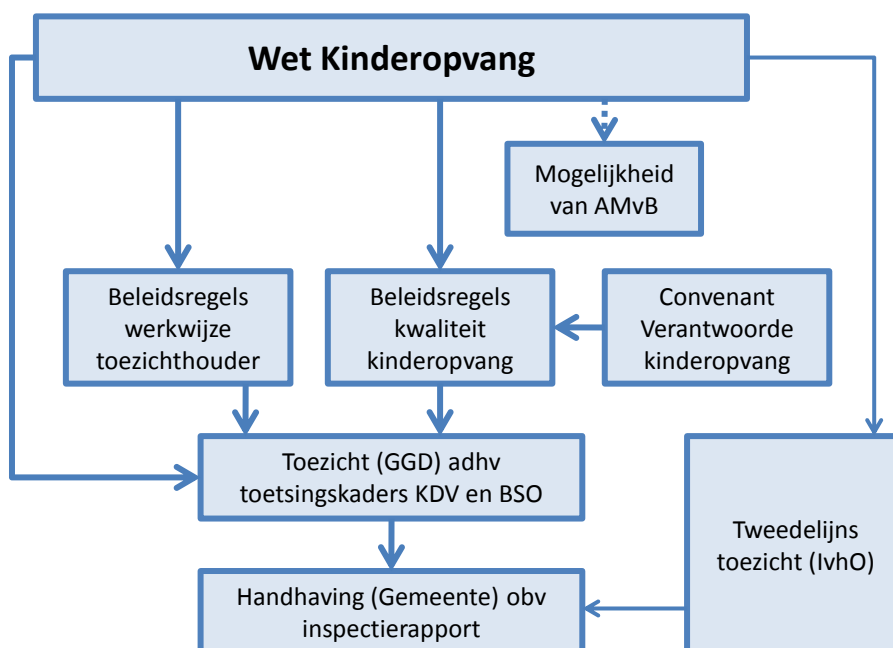 Wet Kinderopvang
Mogelijkheid
van AMvB
Beleidsregels
werkwijze
toezichthouder
Beleidsregels
kwaliteit
kinderopvang
Convenant
Verantwoorde
kinderopvang
Toezicht (GGD) adhv
toetsingskaders KDV en BSO
Tweedelijns
toezicht (IvhO)
Handhaving (Gemeente) obv
inspectierapport